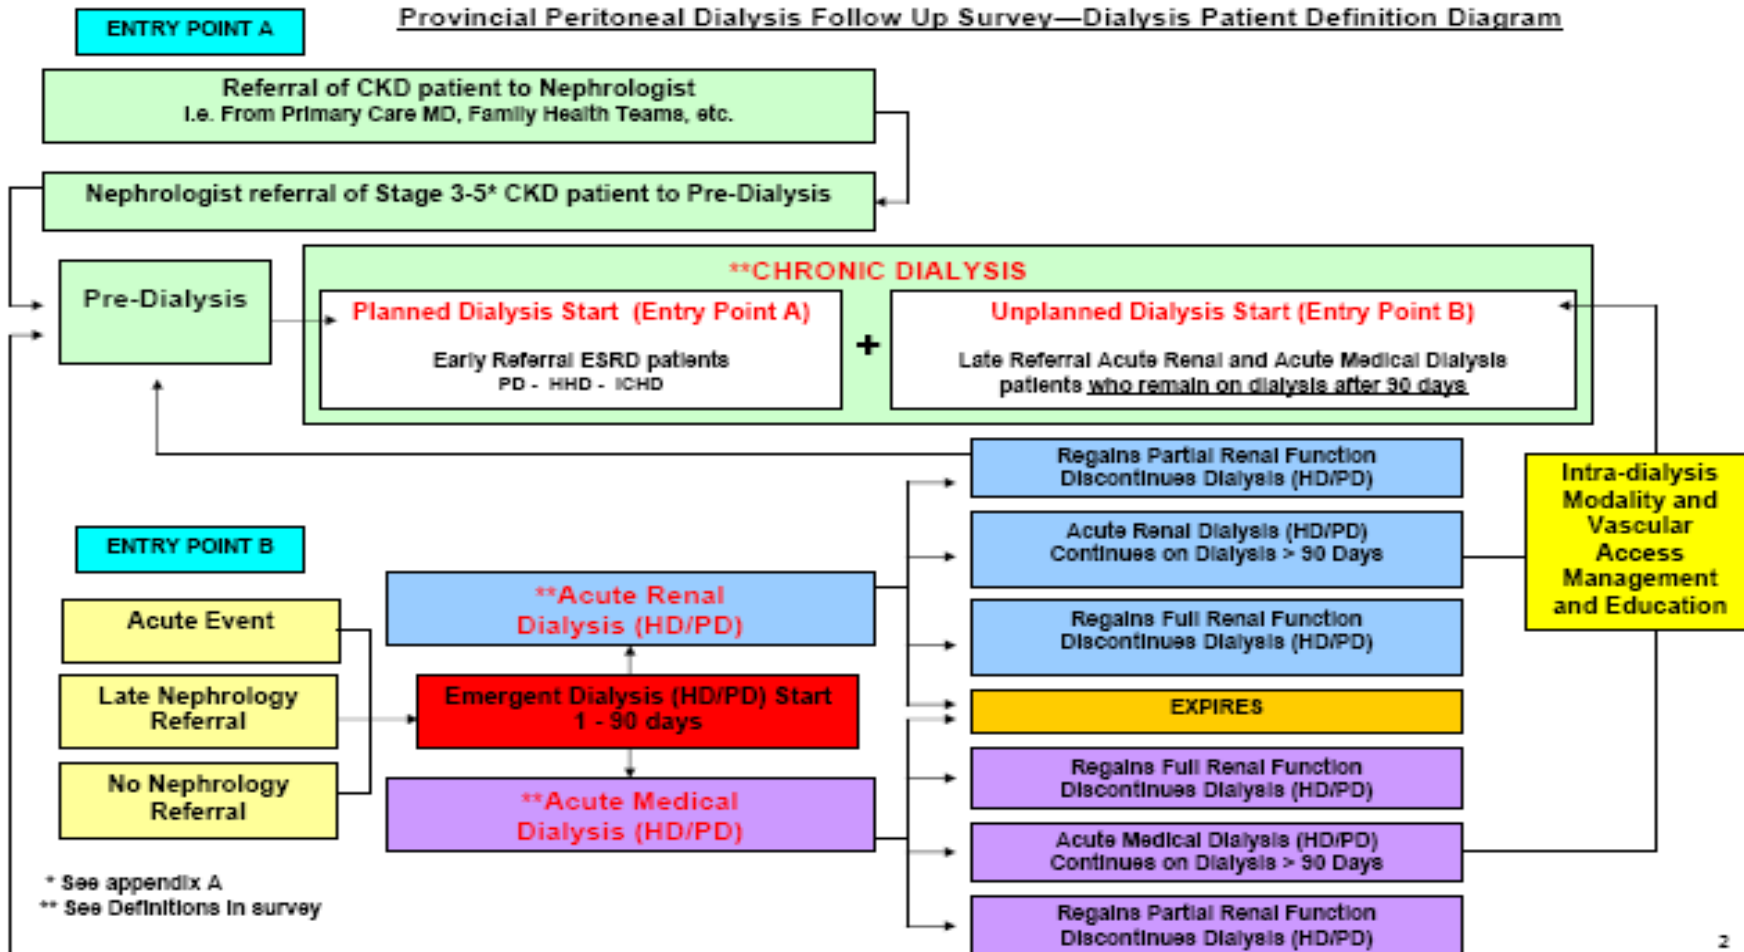 Provincial Peritoneal Dialysis Follow Up Survey—Dialysis Patient Definition Diagram
ENTRY POINT A
Referral of CKD patient to Nephrologist
I.e. From Primary Care MD, Family Health Teams, etc.
Nephrologist referral of Stage 3-5* CKD patient to Pre-Dialysis
Pre-Dialysis
**CHRONIC DIALYSIS
Planned Dialysis Start (Entry Point A)
Early Referral ESRD patients
PD - HHD - ICHD
+
Unplanned Dialysis Start (Entry Point B)
Late Referral Acute Renal and Acute Medical Dialysis
patients who remain on dialysis after 90 days
ENTRY POINT B
Acute Event
Late Nephrology
Referral
No Nephrology
Referral
**Acute Renal
Dialysis (HD/PD)
Emergent Dialysis (HD/PD) Start
1 - 90 days
**Acute Medical
Dialysis (HD/PD)
Regains Partial Renal Function
Discontinues Dialysis (HD/PD)
Acute Renal Dialysis (HD/PD)
Continues on Dialysis > 90 Days
Regains Full Renal Function
Discontinues Dialysis (HD/PD)
EXPIRES
Regains Full Renal Function
Discontinues Dialysis (HD/PD)
Acute Medical Dialysis (HD/PD)
Continues on Dialysis > 90 Days
Regains Partial Renal Function
Discontinues Dialysis (HD/PD)
Intra-dialysis
Modality and
Vascular
Access
Management
and Education
* See appendix A
** See Definitions in survey
2